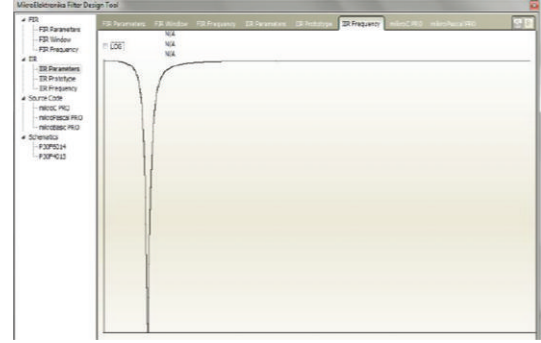 MikroElektronika Filter Design Tool
FIR
FIR Parameters
FIR Window
FIR Frequency
IIR
IIR Parameters
IIR Prototype
IIR Frequency
Source Code
mikroC PRO
mikroPascal PRO
mikroBasic PRO
Schematics
P30F6014
P30F4013
FIR Parameters FIR Window FIR Frequency IIR Parameters IIR Prototype IIR Frequency mikroC PRO mikroPascal PRO
N/A
LOG N/A
N/A